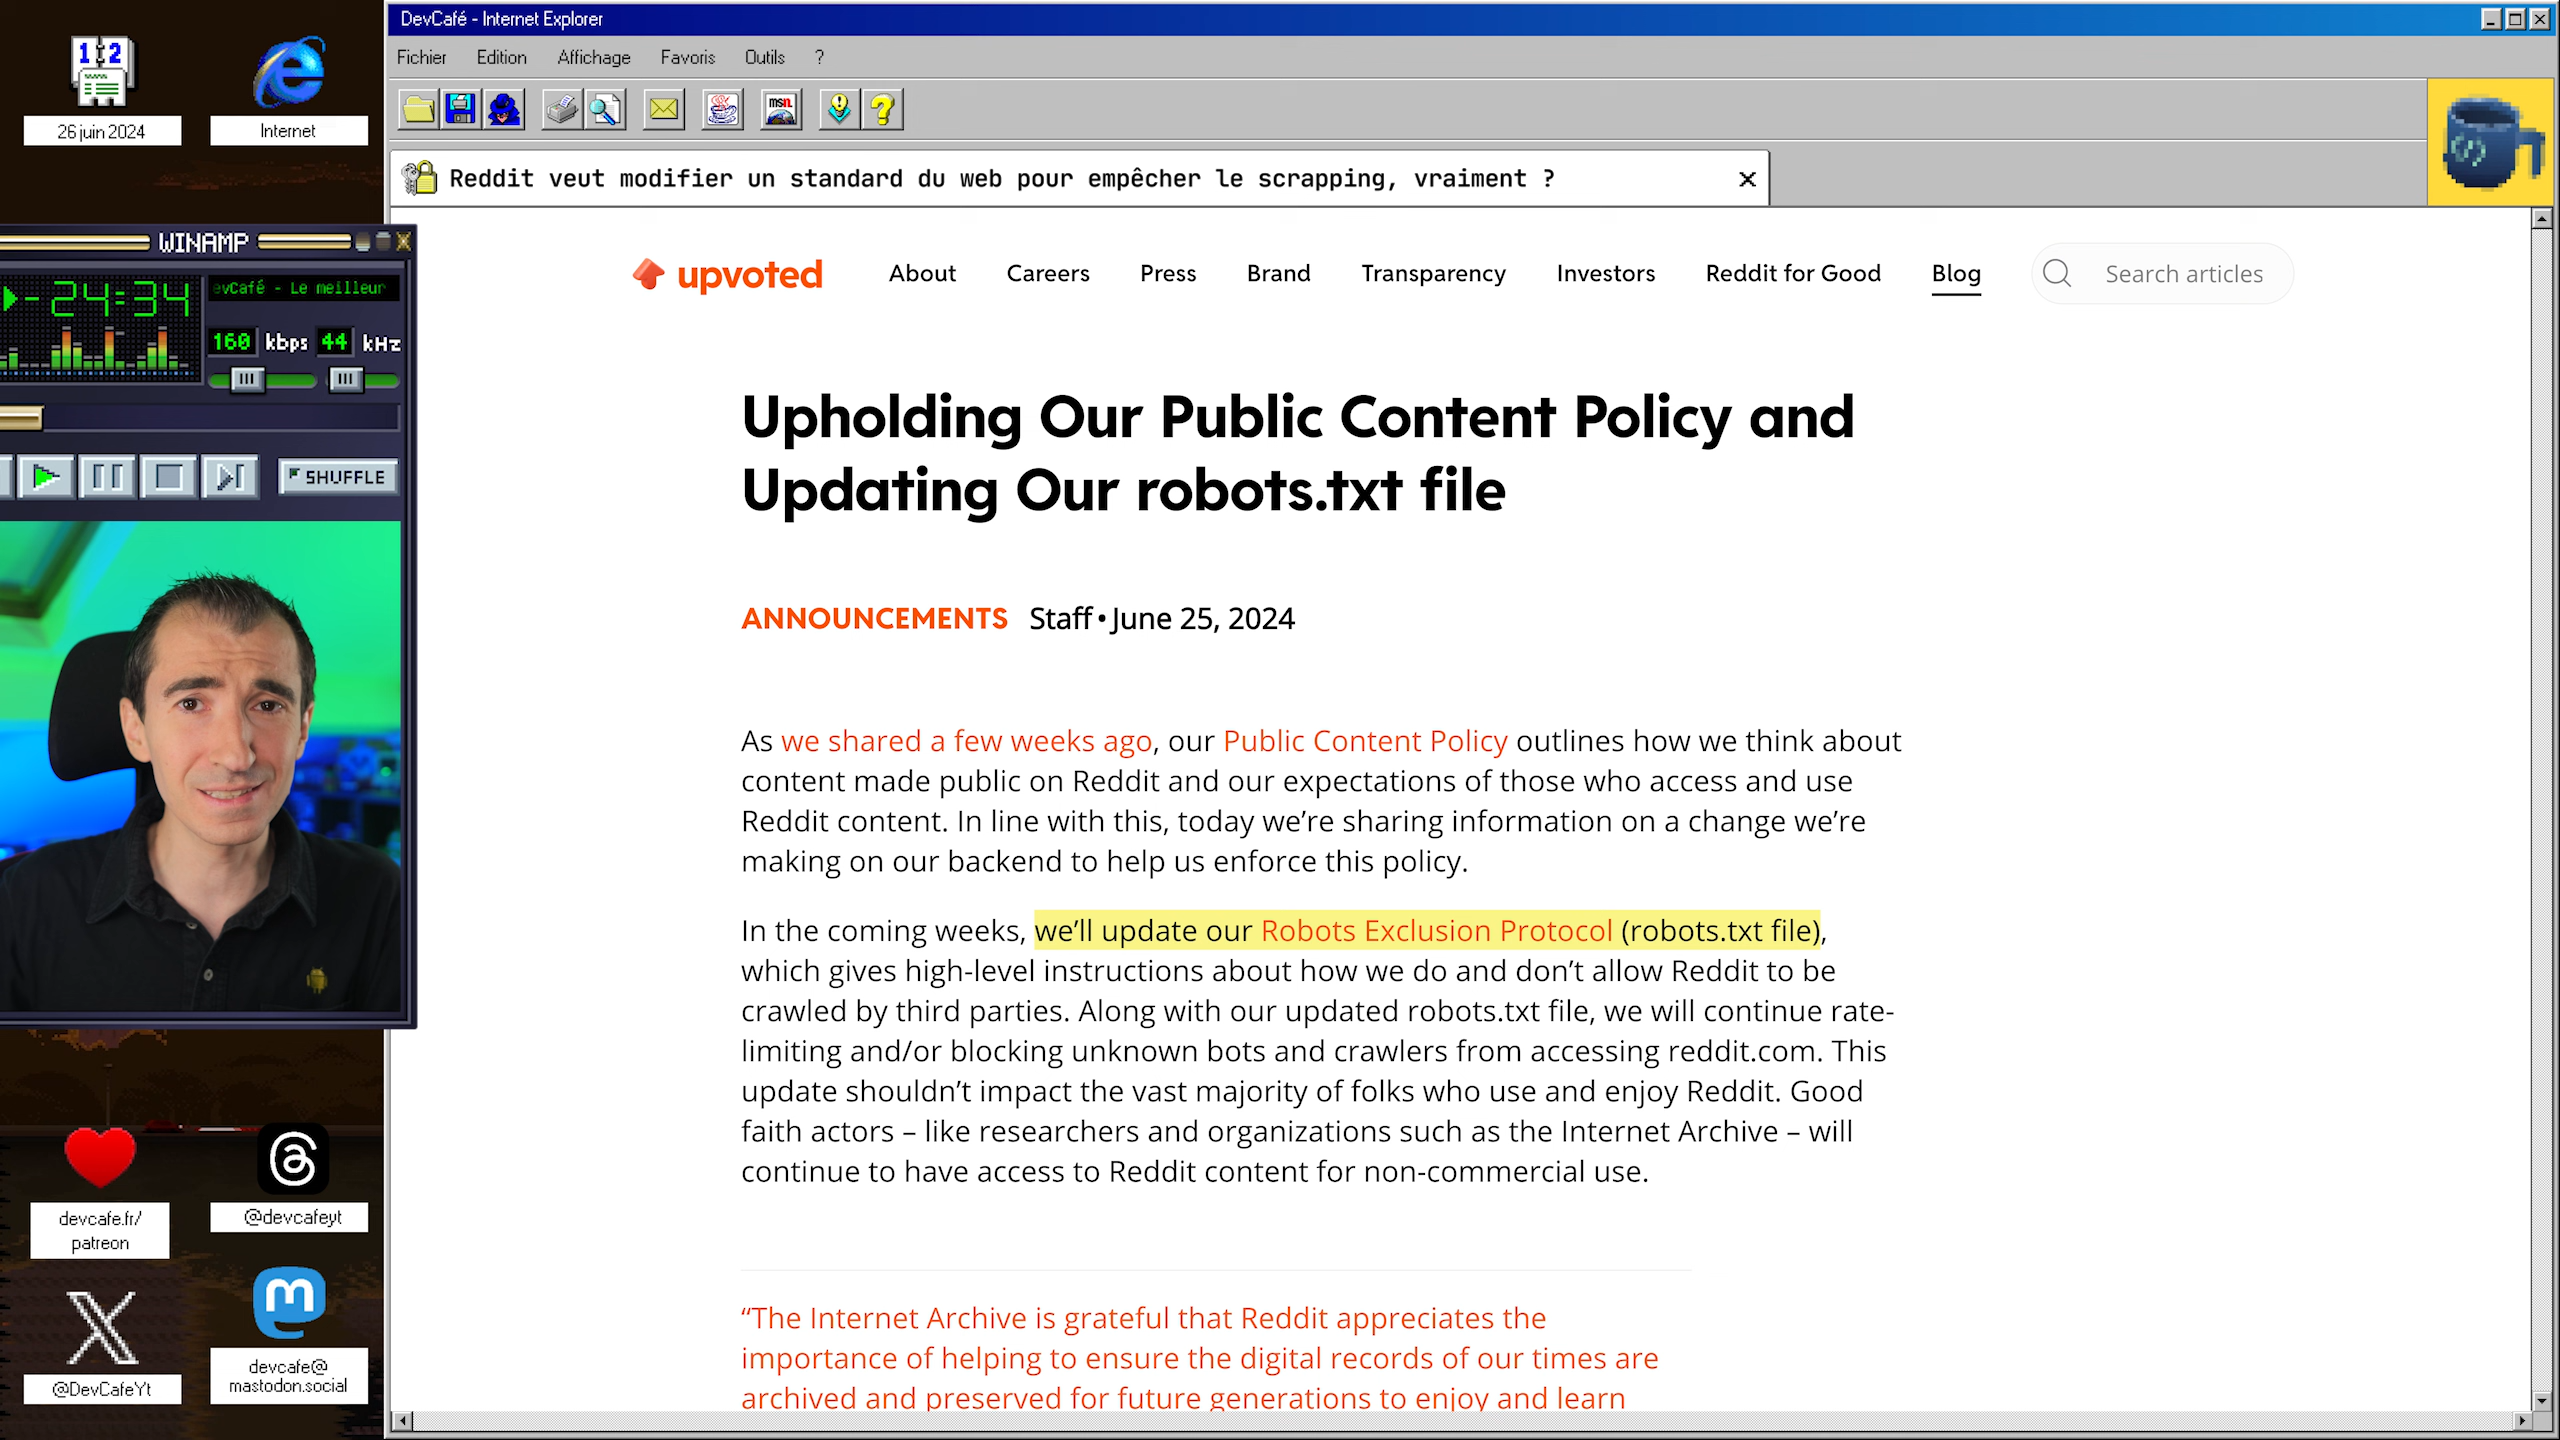 DevCafé - Internet Explorer
Fichier Edition Affichage Favoris Outils ?
12
26 juin 2024
Internet
msn
Reddit veut modifier un standard du web pour empêcher le scrapping, vraiment ?
WINAMP
-24:34
evCafé - Le meilleur
160 kbps 44 kHz
SHUFFLE
upvoted
About Careers Press Brand Transparency Investors Reddit for Good Blog Search articles
Upholding Our Public Content Policy and
Updating Our robots.txt file
ANNOUNCEMENTS Staff • June 25, 2024
As we shared a few weeks ago, our Public Content Policy outlines how we think about
content made public on Reddit and our expectations of those who access and use
Reddit content. In line with this, today we’re sharing information on a change we’re
making on our backend to help us enforce this policy.
In the coming weeks, we’ll update our Robots Exclusion Protocol (robots.txt file),
which gives high-level instructions about how we do and don’t allow Reddit to be
crawled by third parties. Along with our updated robots.txt file, we will continue rate-
limiting and/or blocking unknown bots and crawlers from accessing reddit.com. This
update shouldn’t impact the vast majority of folks who use and enjoy Reddit. Good
faith actors – like researchers and organizations such as the Internet Archive – will
continue to have access to Reddit content for non-commercial use.
“The Internet Archive is grateful that Reddit appreciates the
importance of helping to ensure the digital records of our times are
archived and preserved for future generations to enjoy and learn
devcafe.fr/
patreon
@devcafeyt
@DevCafeYt
devcafe@
mastodon.social